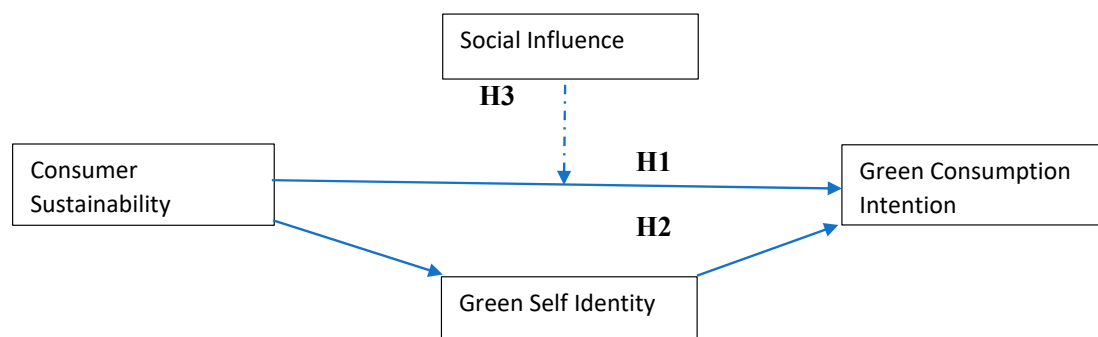 Social Influence
H3
H1
Consumer
Sustainability
Green Consumption
Intention
H2
Green Self Identity